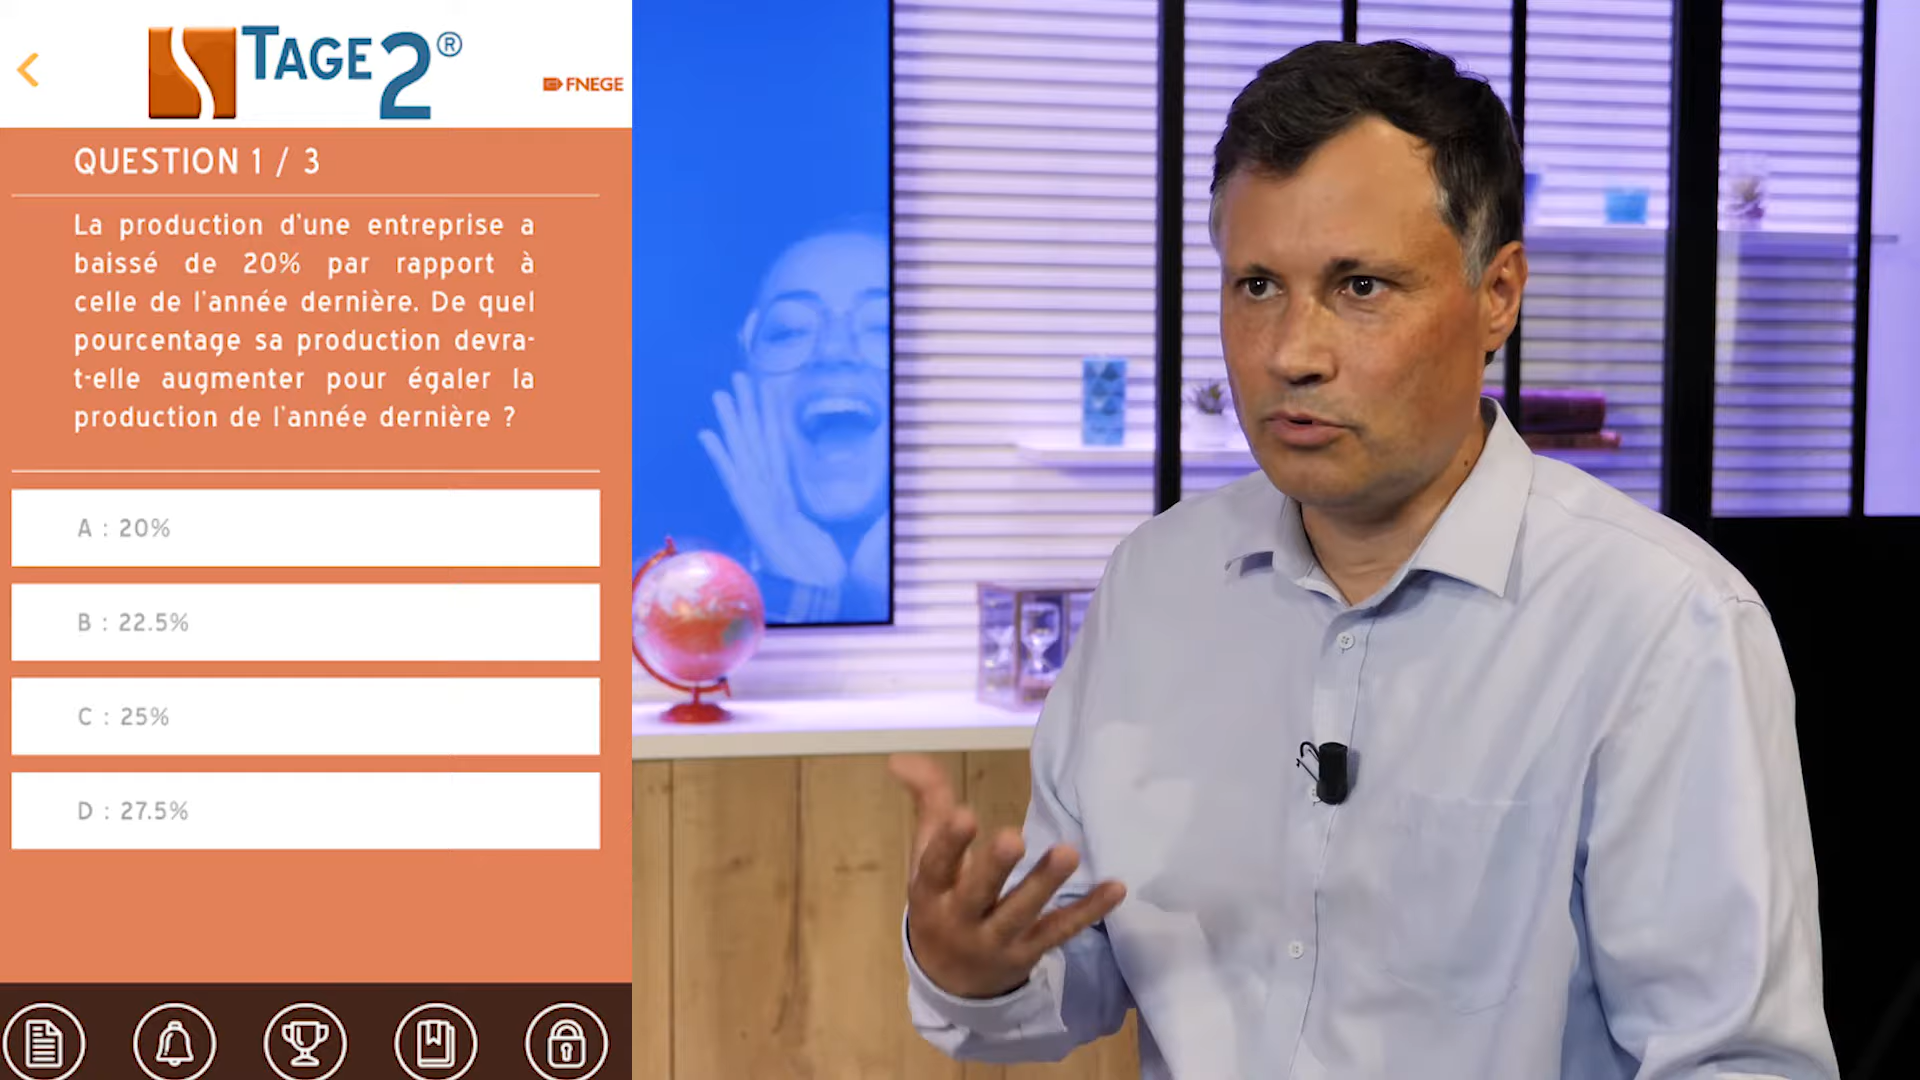 TAGE 2®
FNEGE
QUESTION 1 / 3
La production d'une entreprise a
baissé de 20% par rapport à
celle de l'année dernière. De quel
pourcentage sa production devra-
t-elle augmenter pour égaler la
production de l'année dernière ?
A : 20%
B : 22.5%
C : 25%
D : 27.5%